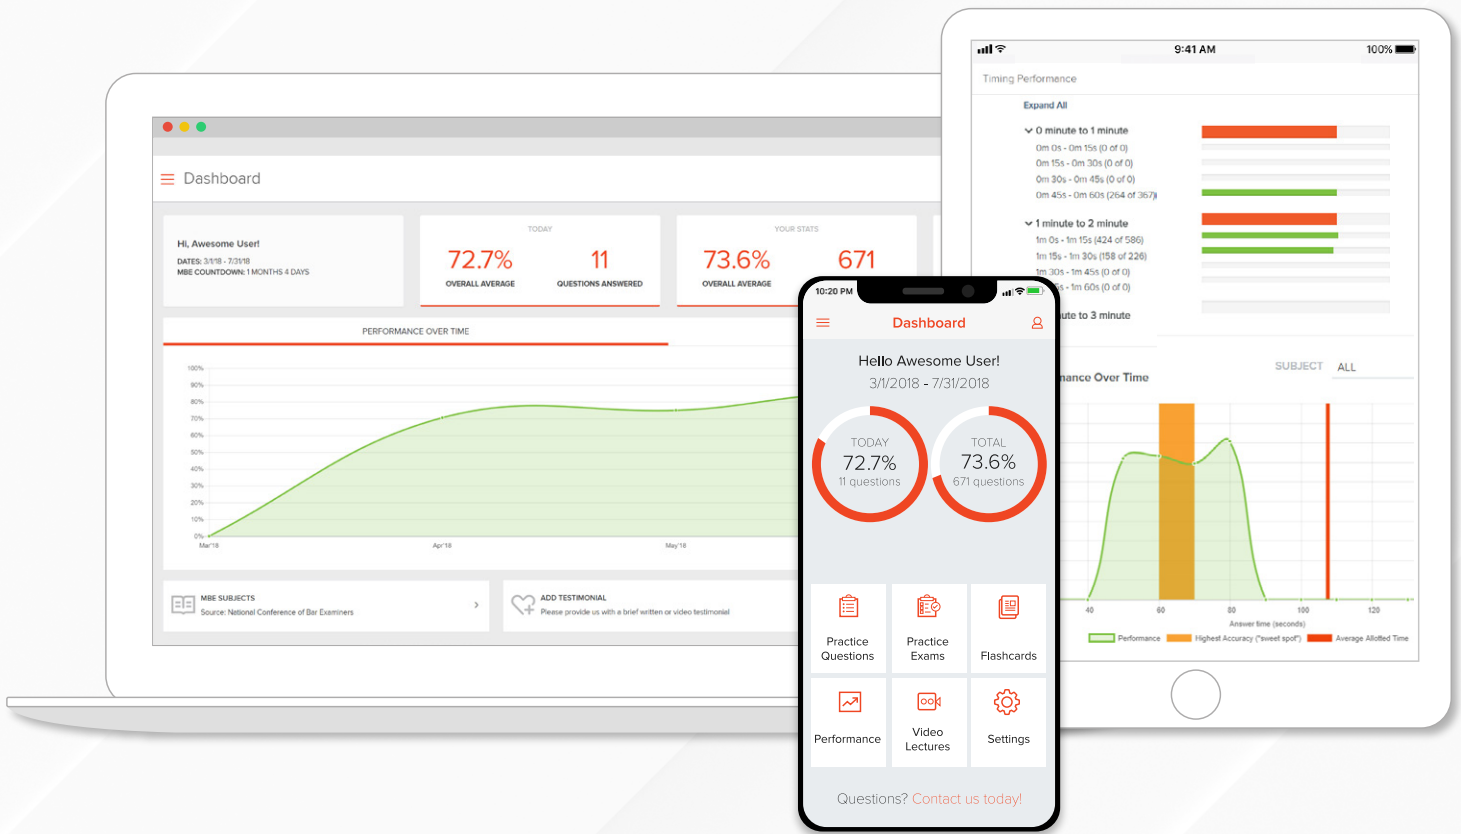 Dashboard
Hi, Awesome User!
DATES: 3/1/18 - 7/31/18
MBE COUNTDOWN: 1 MONTHS 4 DAYS
TODAY
72.7%
11
OVERALL AVERAGE
QUESTIONS ANSWERED
YOUR STATS
73.6%
671
OVERALL AVERAGE
PERFORMANCE OVER TIME
100%
90%
80%
70%
60%
50%
40%
30%
20%
10%
0%
Mar'18
Apr'18
May'18
MBE SUBJECTS
Source: National Conference of Bar Examiners
ADD TESTIMONIAL
Please provide us with a brief written or video testimonial
10:20 PM
Dashboard
Hello Awesome User!
3/1/2018 - 7/31/2018
TODAY
72.7%
11 questions
TOTAL
73.6%
671 questions
Practice
Questions
Practice
Exams
Flashcards
Performance
Video
Lectures
Settings
Questions? Contact us today!
9:41 AM
100%
Timing Performance
Expand All
0 minute to 1 minute
0m 0s - 0m 15s (0 of 0)
0m 15s - 0m 30s (0 of 0)
0m 30s - 0m 45s (0 of 0)
0m 45s - 0m 60s (264 of 367)
1 minute to 2 minute
1m 0s - 1m 15s (424 of 586)
1m 15s - 1m 30s (158 of 226)
1m 30s - 1m 45s (0 of 0)
5s - 1m 60s (0 of 0)
ute to 3 minute
SUBJECT
ALL
mance Over Time
40
60
80
100
120
Answer time (seconds)
Performance
Highest Accuracy ("sweet spot")
Average Allotted Time